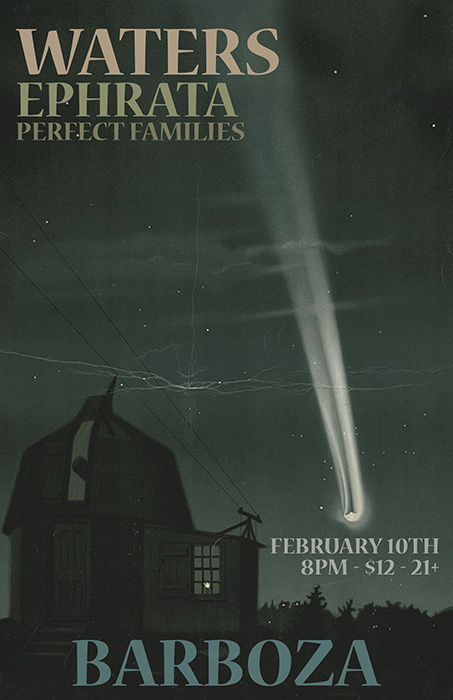 WATERS
EPHRATA
PERFECT FAMILIES
FEBRUARY 10TH
8PM - $12 - 21+
BARBOZA